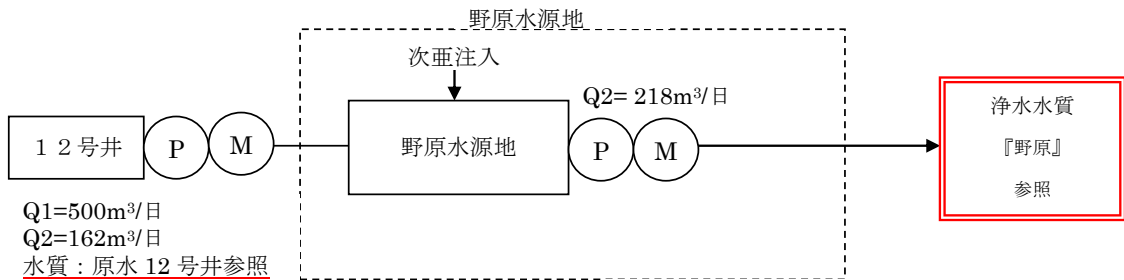 野原水源地
次亜注入
Q2= 218m³/日
１２号井
P
M
野原水源地
P
M
浄水水質
『野原』
参照
Q1=500m³/日
Q2=162m³/日
水質：原水 12 号井参照